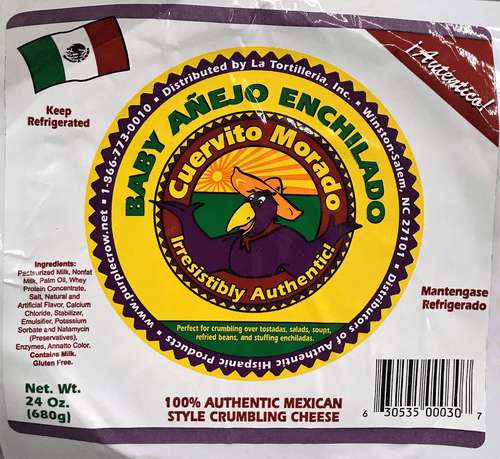 ¡Autentico!
Keep
Refrigerated
1-866-773-0010 • Distributed by La Tortilleria, Inc. • Winston-Salem, NC 27101 • Distributors of Authentic Hispanic Products • www.purplecrow.net •
BABY AÑEJO ENCHILADO
Cuervito Morado
Irresistibly Authentic!
Perfect for crumbling over tostadas, salads, soups,
refried beans, and stuffing enchiladas.
Ingredients:
Pasteurized Milk, Nonfat
Milk, Palm Oil, Whey
Protein Concentrate,
Salt, Natural and
Artificial Flavor, Calcium
Chloride, Stabilizer,
Emulsifier, Potassium
Sorbate and Natamycin
(Preservatives),
Enzymes, Annatto Color.
Contains Milk.
Gluten Free.
Mantengase
Refrigerado
Net. Wt.
24 Oz.
(680g)
100% AUTHENTIC MEXICAN
STYLE CRUMBLING CHEESE
6 30535 00030 7